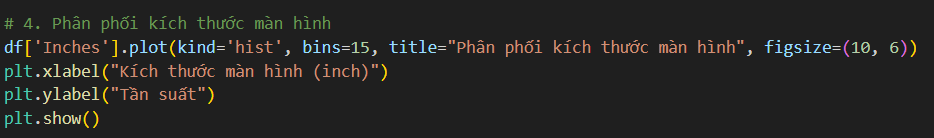 # 4. Phân phối kích thước màn hình
df['Inches'].plot(kind='hist', bins=15, title="Phân phối kích thước màn hình", figsize=(10, 6))
plt.xlabel("Kích thước màn hình (inch)")
plt.ylabel("Tần suất")
plt.show()